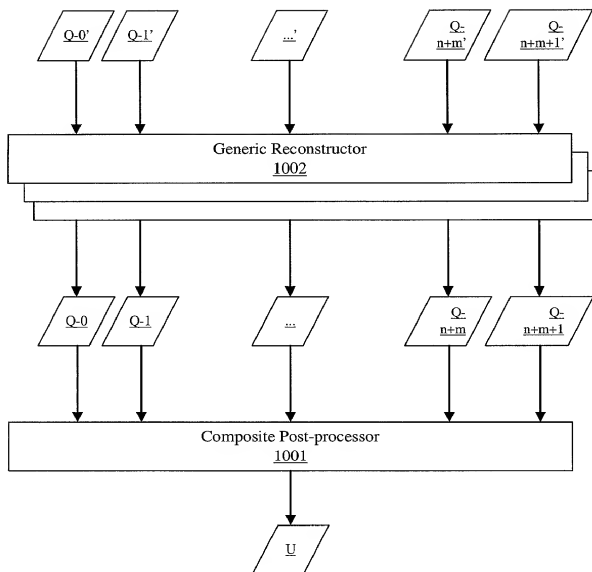 Q-0’ Q-1’ ...’ Q-
n+m’ Q-
n+m+1’
Generic Reconstructor
1002
Q-0 Q-1 ... Q-
n+m Q-
n+m+1
Composite Post-processor
1001
U